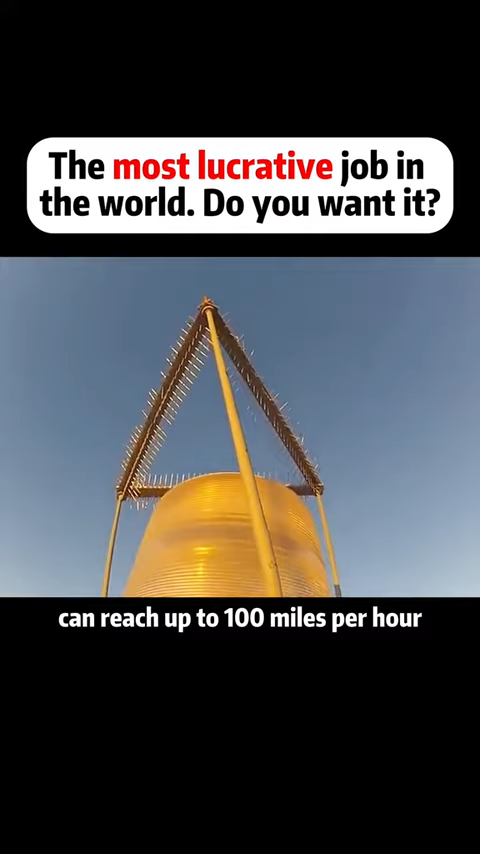 The most lucrative job in
the world. Do you want it?
can reach up to 100 miles per hour